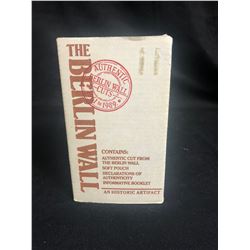 THE
BERLIN WALL
AUTHENTIC
BERLIN WALL
CUTS
1989
CONTAINS:
AUTHENTIC CUT FROM
THE BERLIN WALL
SOFT POUCH
DECLARATIONS OF
AUTHENTICITY
INFORMATIVE BOOKLET
AN HISTORIC ARTIFACT